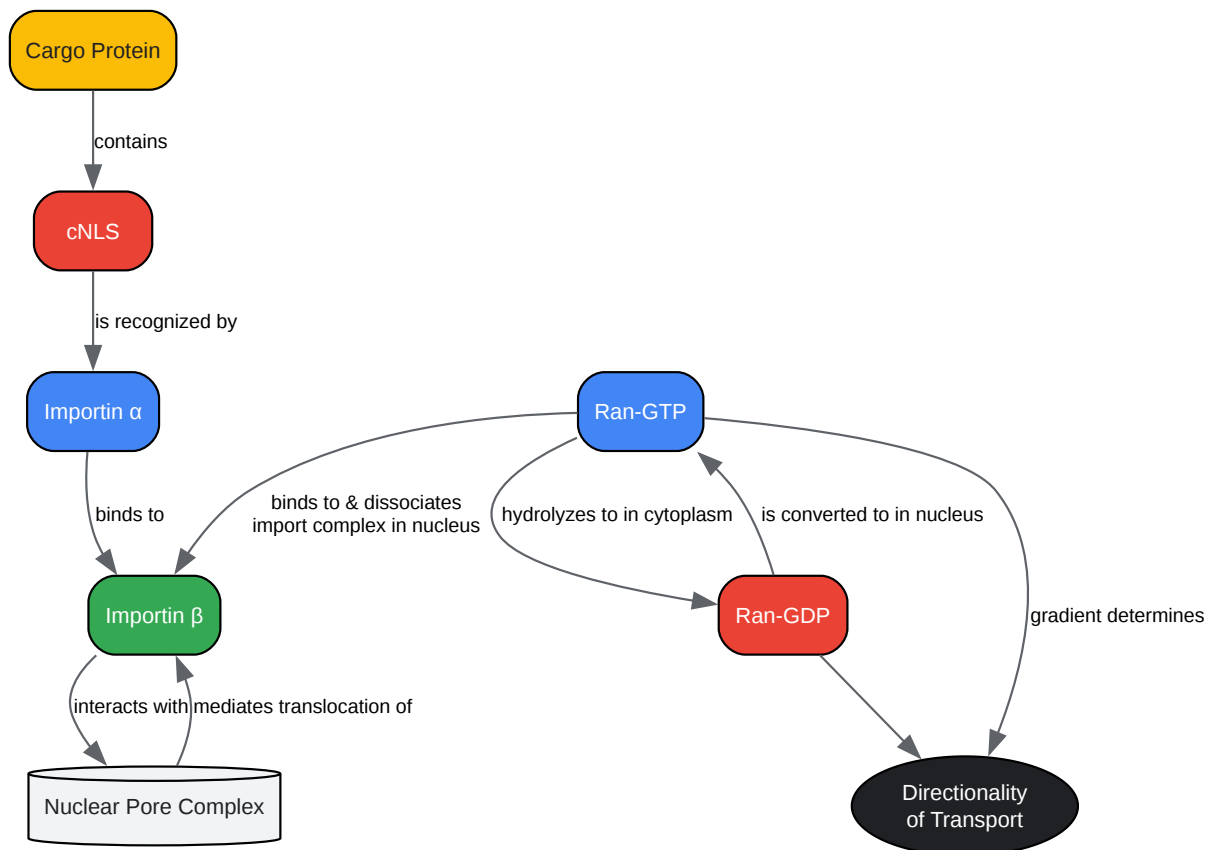 Cargo Protein
contains
cNLS
is recognized by
Importin α
Ran-GTP
binds to
binds to & dissociates
import complex in nucleus
hydrolyzes to in cytoplasm
is converted to in nucleus
Importin β
Ran-GDP
gradient determines
interacts with
mediates translocation of
Nuclear Pore Complex
Directionality
of Transport